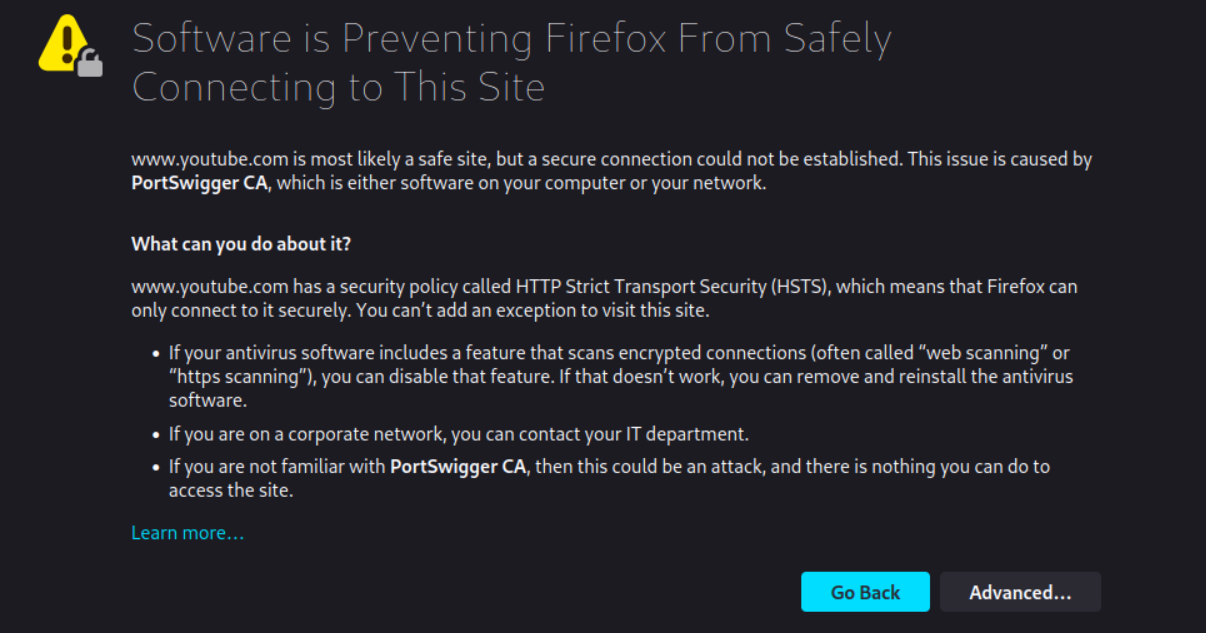 Software is Preventing Firefox From Safely
Connecting to This Site
www.youtube.com is most likely a safe site, but a secure connection could not be established. This issue is caused by
PortSwigger CA, which is either software on your computer or your network.
What can you do about it?
www.youtube.com has a security policy called HTTP Strict Transport Security (HSTS), which means that Firefox can
only connect to it securely. You can’t add an exception to visit this site.
• If your antivirus software includes a feature that scans encrypted connections (often called “web scanning” or
“https scanning”), you can disable that feature. If that doesn’t work, you can remove and reinstall the antivirus
software.
• If you are on a corporate network, you can contact your IT department.
• If you are not familiar with PortSwigger CA, then this could be an attack, and there is nothing you can do to
access the site.
Learn more…
Go Back
Advanced…